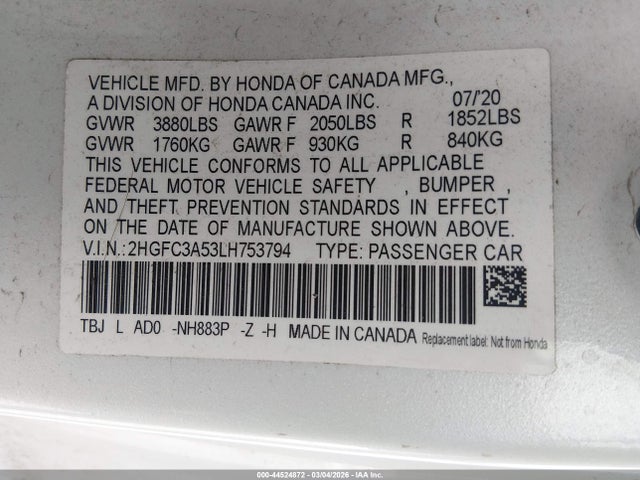 VEHICLE MFD. BY HONDA OF CANADA MFG.,
A DIVISION OF HONDA CANADA INC. 07/'20
GVWR 3880LBS GAWR F 2050LBS R 1852LBS
GVWR 1760KG GAWR F 930KG R 840KG
THIS VEHICLE CONFORMS TO ALL APPLICABLE
FEDERAL MOTOR VEHICLE SAFETY , BUMPER ,
AND THEFT PREVENTION STANDARDS IN EFFECT
ON THE DATE OF MANUFACTURE SHOWN ABOVE.
V.I.N.: 2HGFC3A53LH753794 TYPE: PASSENGER CAR
TBJ L AD0 -NH883P -Z -H MADE IN CANADA Replacement label: Not from Honda
000-44524872 - 03/04/2026 - IAAI.COM